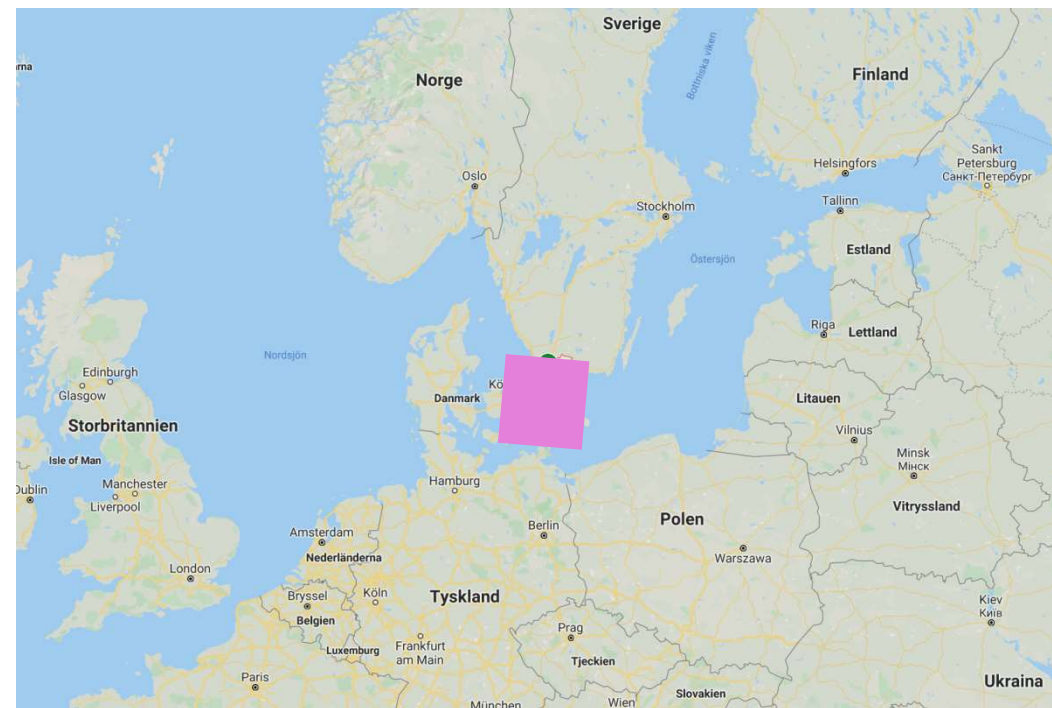 Sverige
Bottniska viken
Norge
Finland
Sankt
Petersburg
Санкт-Петербург
Helsingfors
Oslo
Stockholm
Tallinn
Estland
Östersjön
Riga
Lettland
Nordsjön
Edinburgh
Glasgow
Danmark
Litauen
Storbritannien
Vilnius
Isle of Man
Minsk
Мінск
Manchester
Liverpool
Hamburg
Vitryssland
Berlin
Polen
Amsterdam
Nederländerna
Warszawa
London
Bryssel
Köln
Tyskland
Kiev
Київ
Belgien
Prag
Frankfurt
am Main
Luxemburg
Tjeckien
Paris
Ukraina
Slovakien
München
Wien